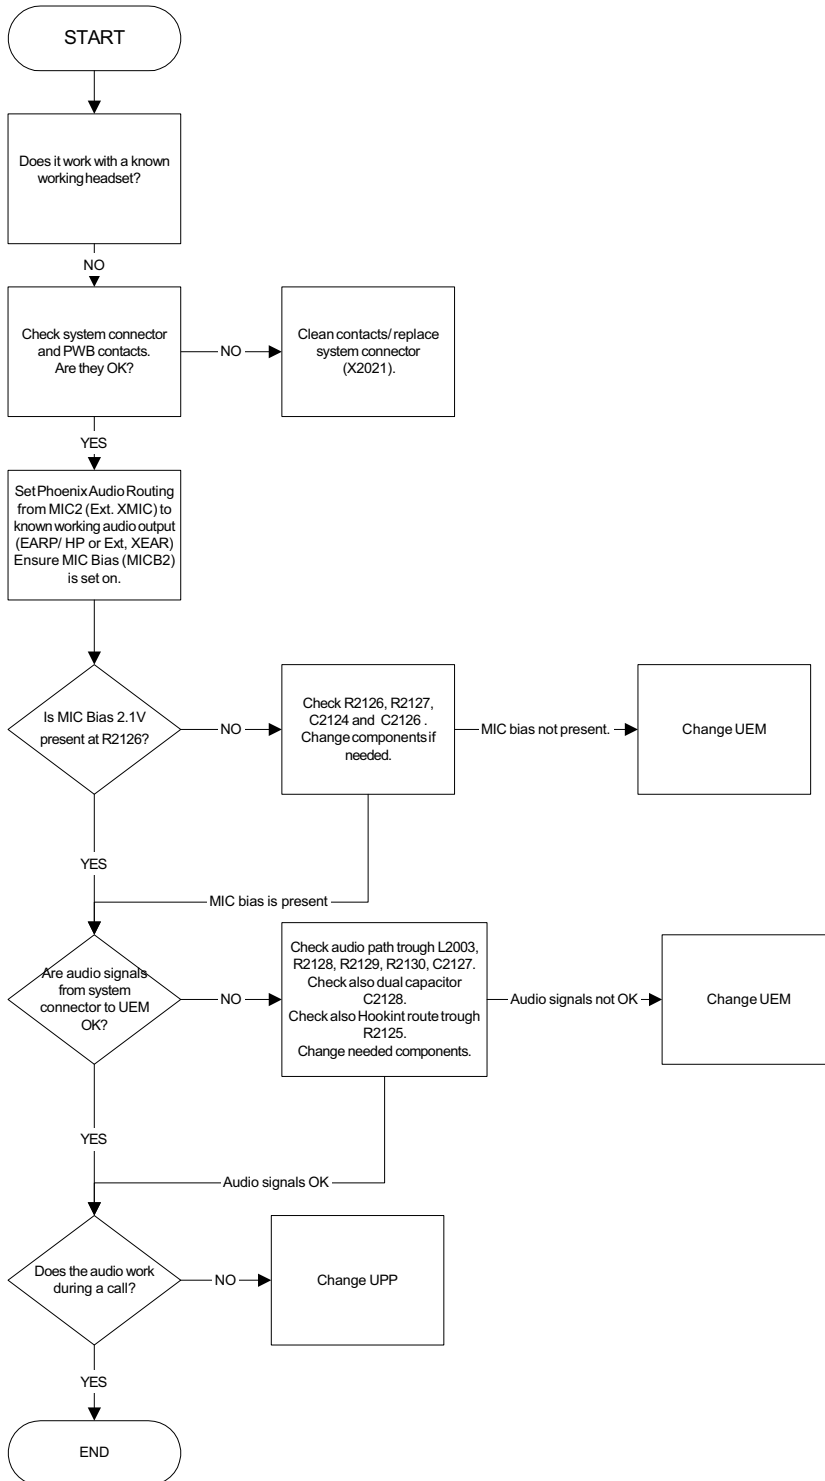 START
Does it work with a known
working headset?
NO
Check system connector
and PWB contacts.
Are they OK?
NO
Clean contacts/ replace
system connector
(X2021).
YES
Set Phoenix Audio Routing
from MIC2 (Ext. XMIC) to
known working audio output
(EARP/ HP or Ext, XEAR)
Ensure MIC Bias (MICB2)
is set on.
Is MIC Bias 2.1V
present at R2126?
NO
Check R2126, R2127,
C2124 and C2126 .
Change components if
needed.
MIC bias not present.
Change UEM
YES
MIC bias is present
Are audio signals
from system
connector to UEM
OK?
NO
Check audio path trough L2003,
R2128, R2129, R2130, C2127.
Check also dual capacitor
C2128.
Check also Hookint route trough
R2125.
Change needed components.
Audio signals not OK
Change UEM
YES
Audio signals OK
Does the audio work
during a call?
NO
Change UPP
YES
END